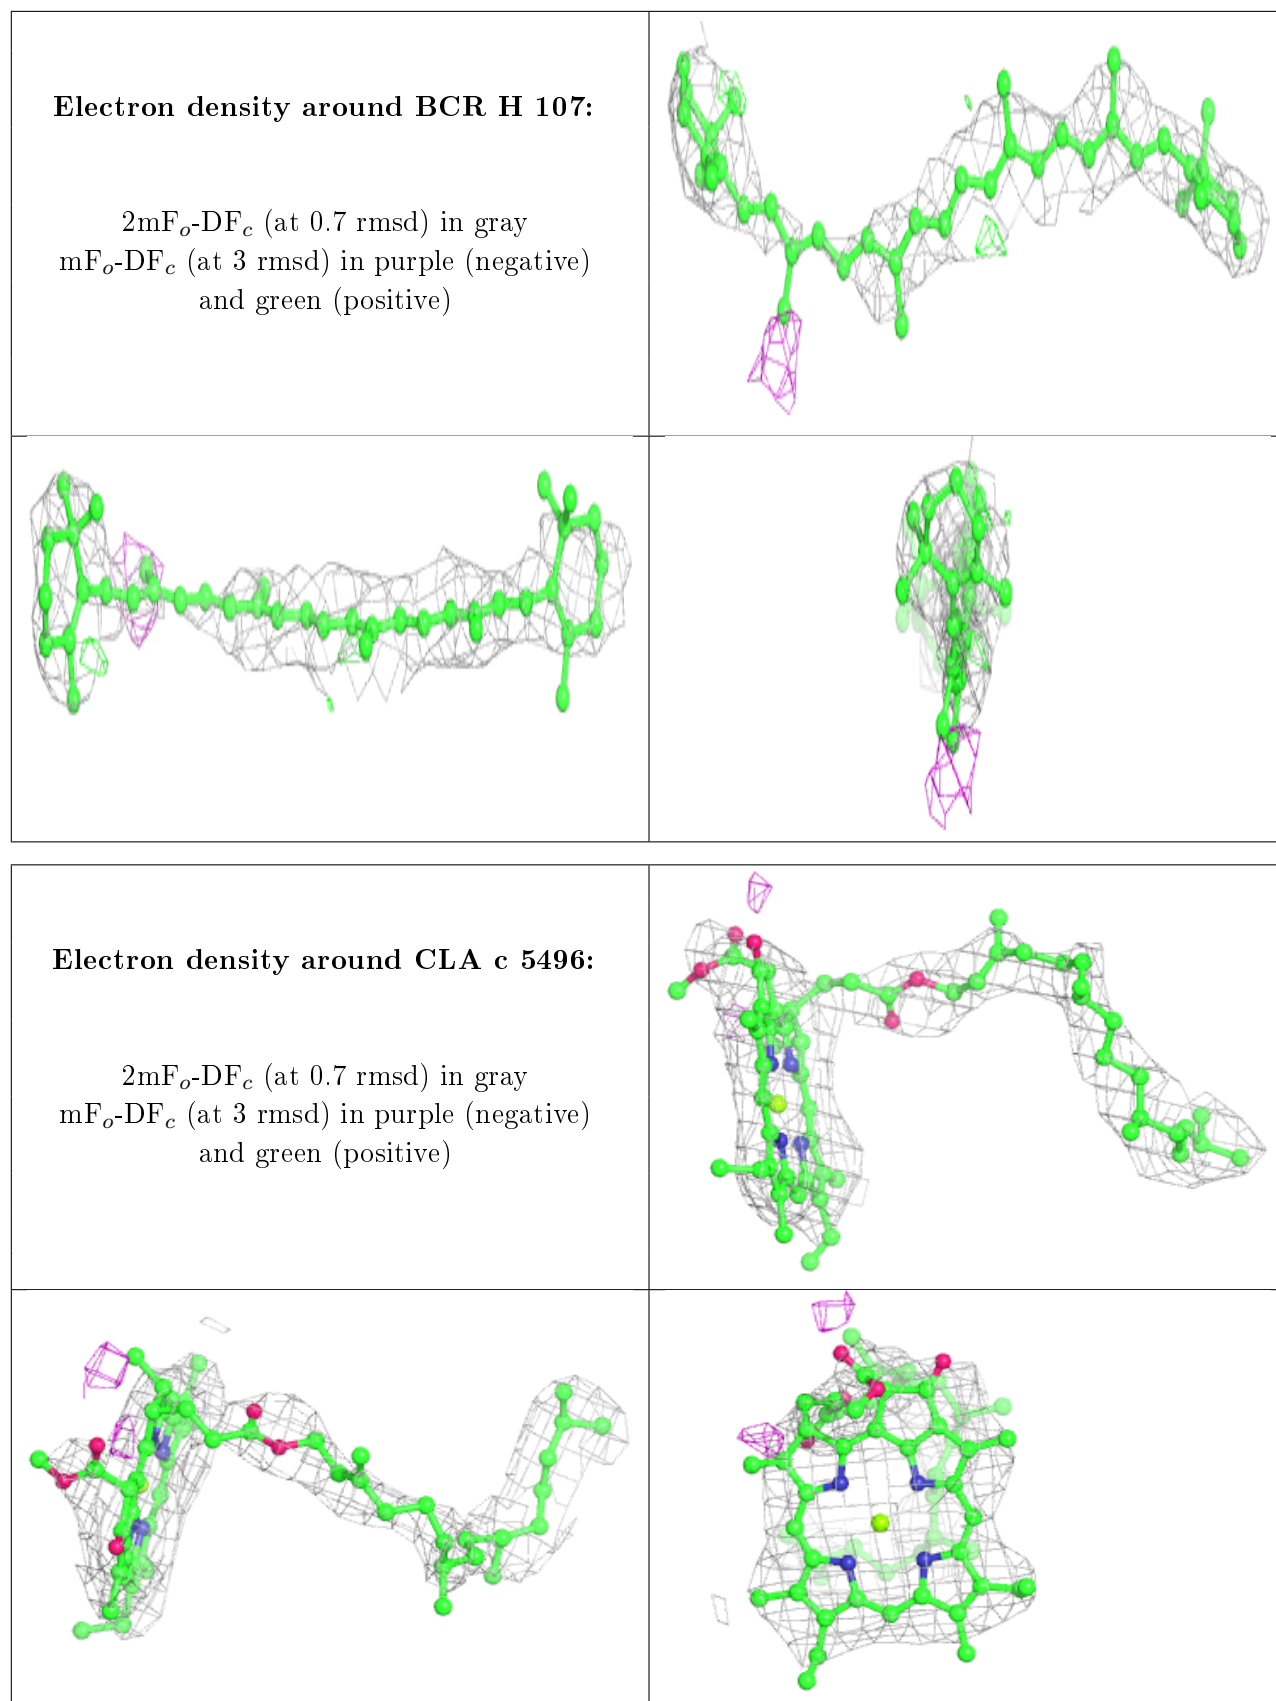 Electron density around BCR H 107:
2mFo-DFc (at 0.7 rmsd) in gray
mFo-DFc (at 3 rmsd) in purple (negative)
and green (positive)
Electron density around CLA c 5496:
2mFo-DFc (at 0.7 rmsd) in gray
mFo-DFc (at 3 rmsd) in purple (negative)
and green (positive)